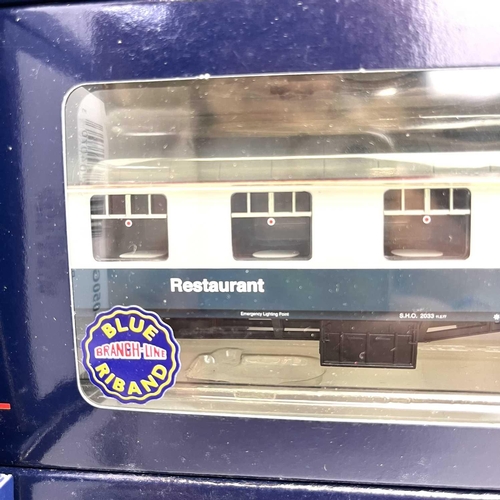 Restaurant
Emergency Lighting Point
S.H.O. 2033
BLUE
BRANCH-LINE
RIBAND